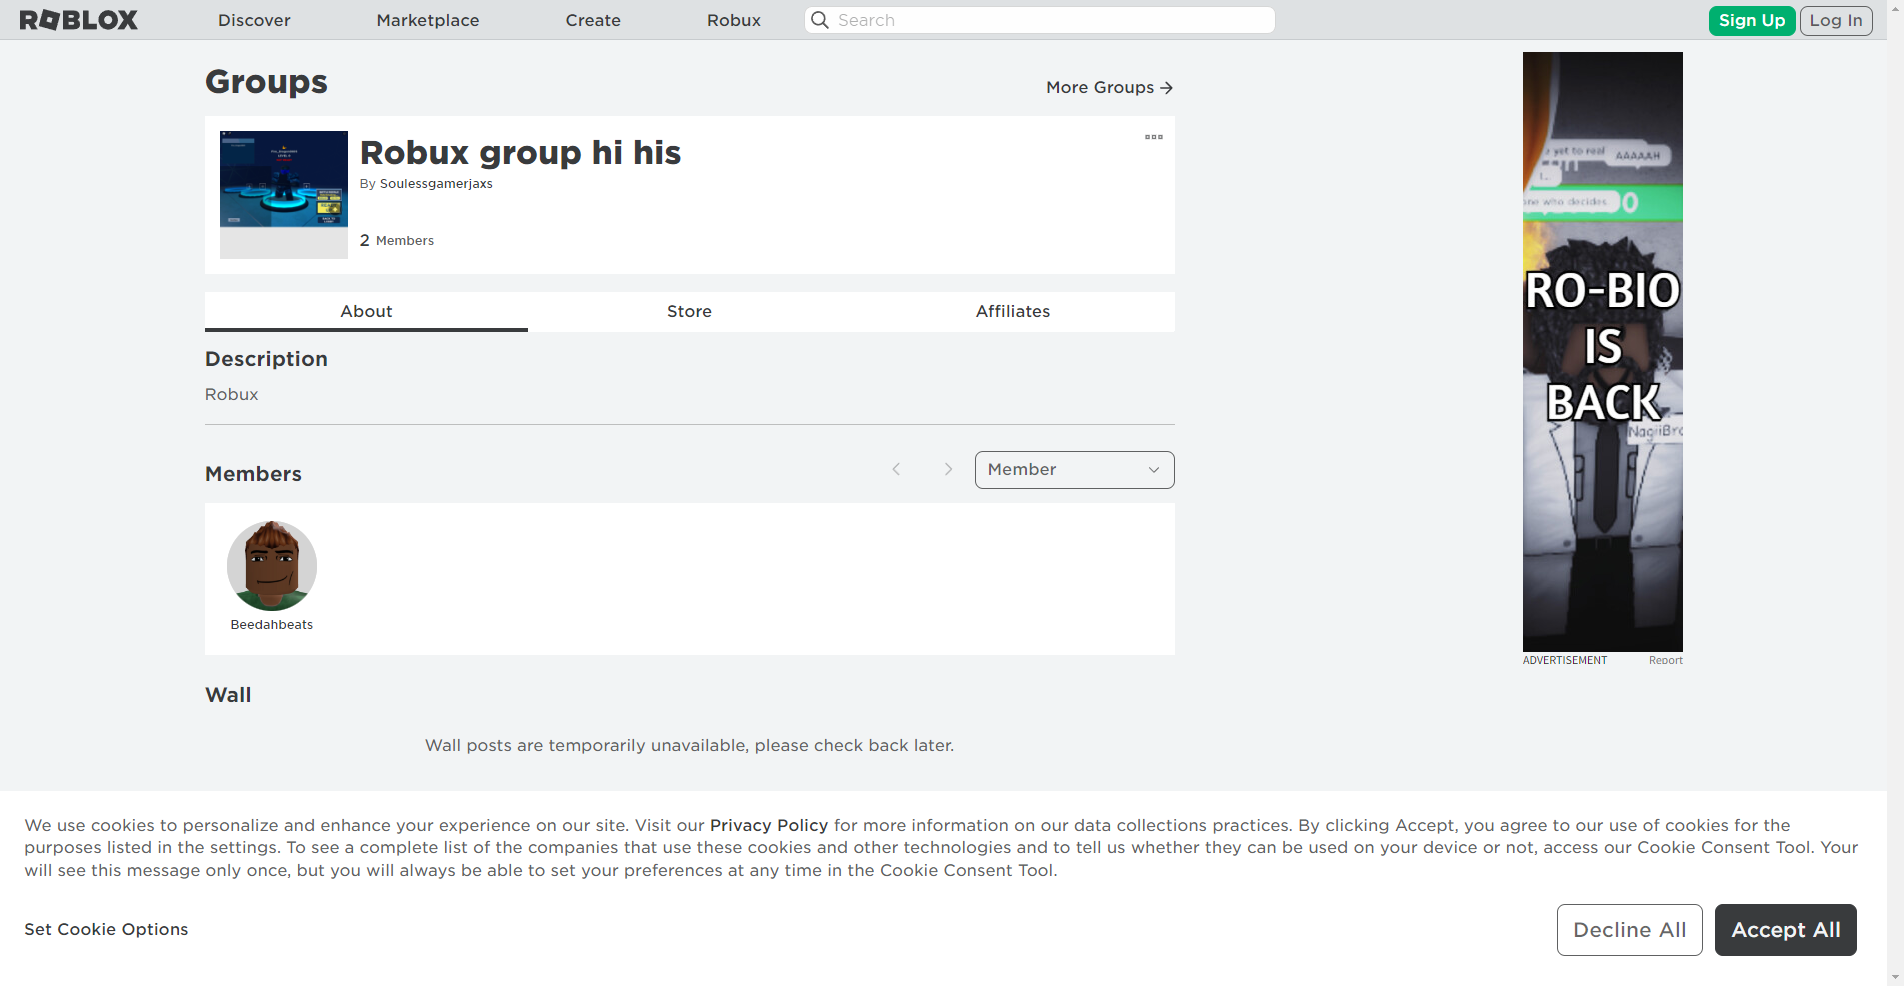 ROBLOX
Discover
Marketplace
Create
Robux
Search
Sign Up
Log In
Groups
More Groups
Robux group hi his
By Soulessgamerjaxs
2 Members
About
Store
Affiliates
Description
Robux
Members
Member
Beedahbeats
Wall
Wall posts are temporarily unavailable, please check back later.
yet to real
AAAAAH
one who decides.
RO-BIO
IS
BACK
ADVERTISEMENT
Report
We use cookies to personalize and enhance your experience on our site. Visit our Privacy Policy for more information on our data collections practices. By clicking Accept, you agree to our use of cookies for the
purposes listed in the settings. To see a complete list of the companies that use these cookies and other technologies and to tell us whether they can be used on your device or not, access our Cookie Consent Tool. Your
will see this message only once, but you will always be able to set your preferences at any time in the Cookie Consent Tool.
Set Cookie Options
Decline All
Accept All